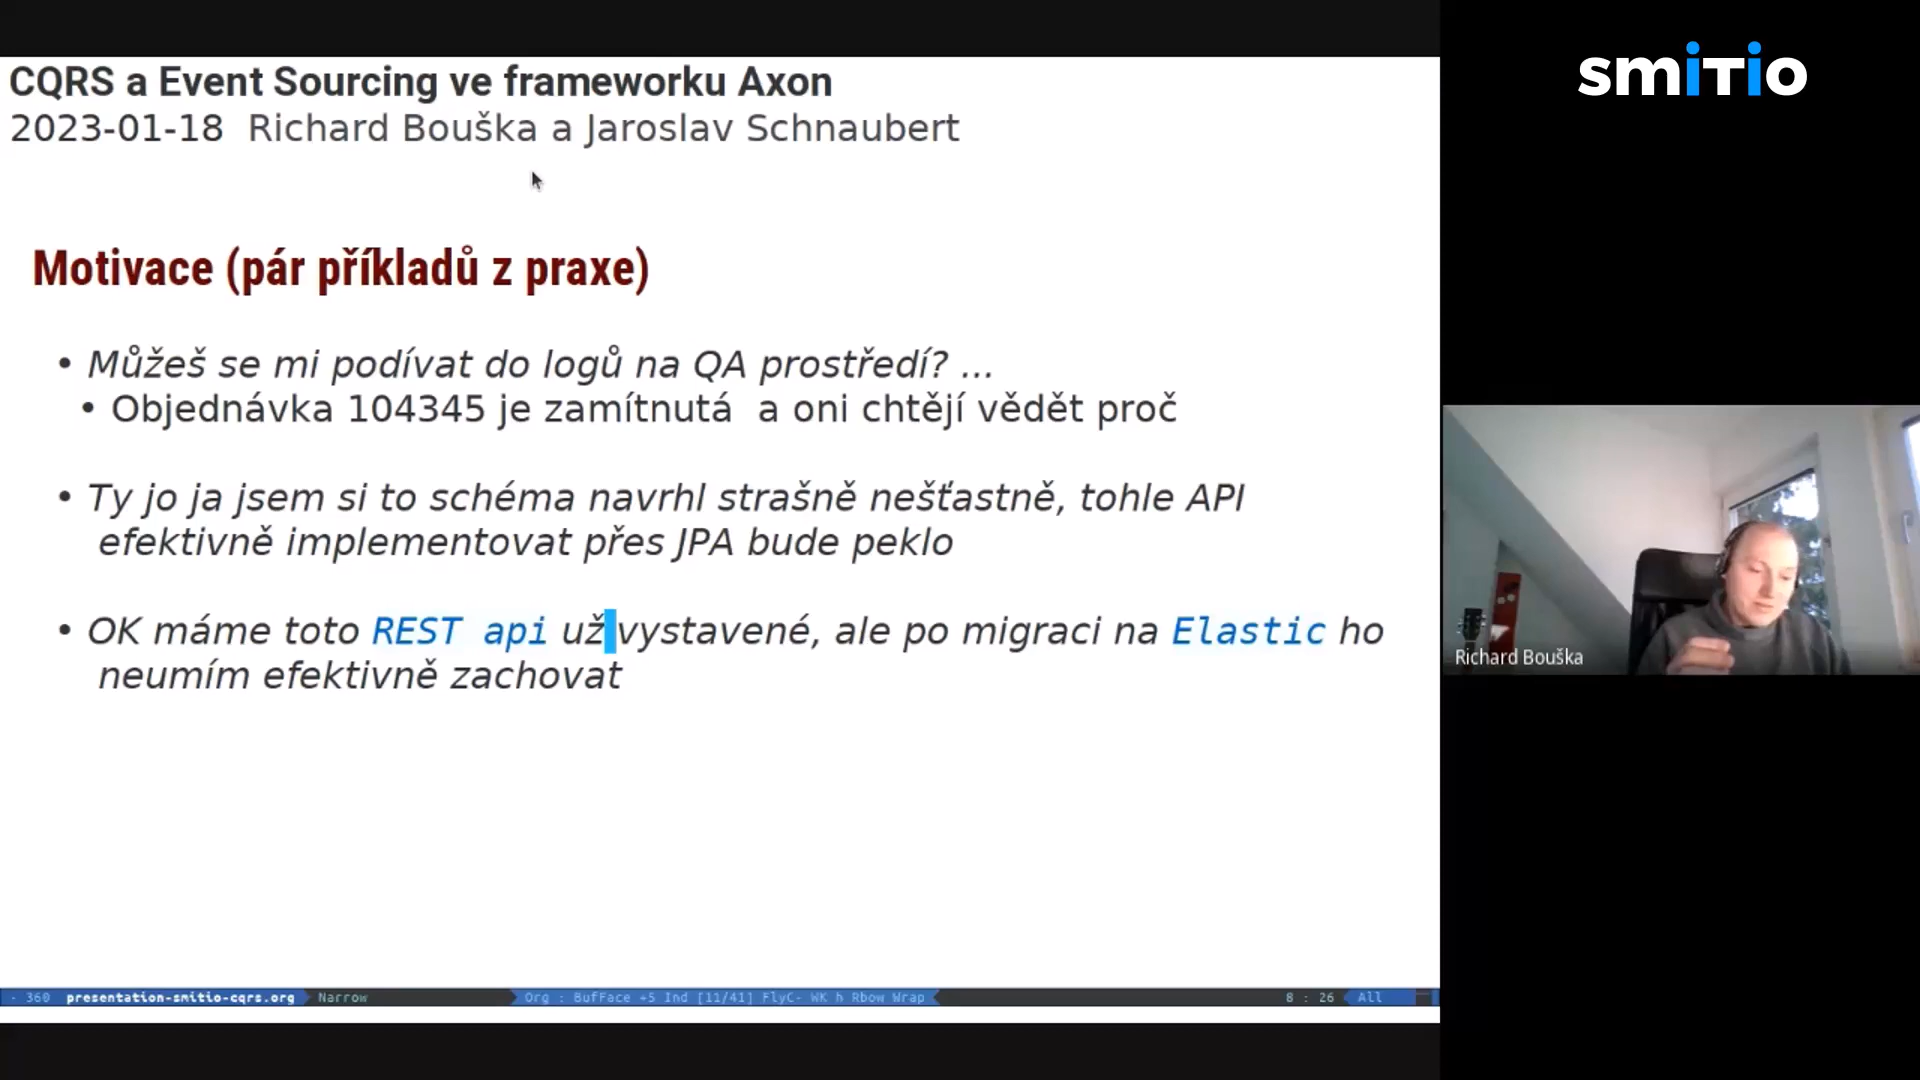 CQRS a Event Sourcing ve frameworku Axon
2023-01-18 Richard Bouška a Jaroslav Schnaubert
Motivace (pár příkladů z praxe)
• Můžeš se mi podívat do logů na QA prostředí? ...
• Objednávka 104345 je zamítnutá a oni chtějí vědět proč
• Ty jo ja jsem si to schéma navrhl strašně nešťastně, tohle API
efektivně implementovat přes JPA bude peklo
• OK máme toto REST api už vystavené, ale po migraci na Elastic ho
neumím efektivně zachovat
- 360 presentation-smitio-cqrs.org Narrow Org : BufFace +5 Ind [11/41] FlyC- WK h Rbow Wrap 8 : 26 All
smitio
Richard Bouška